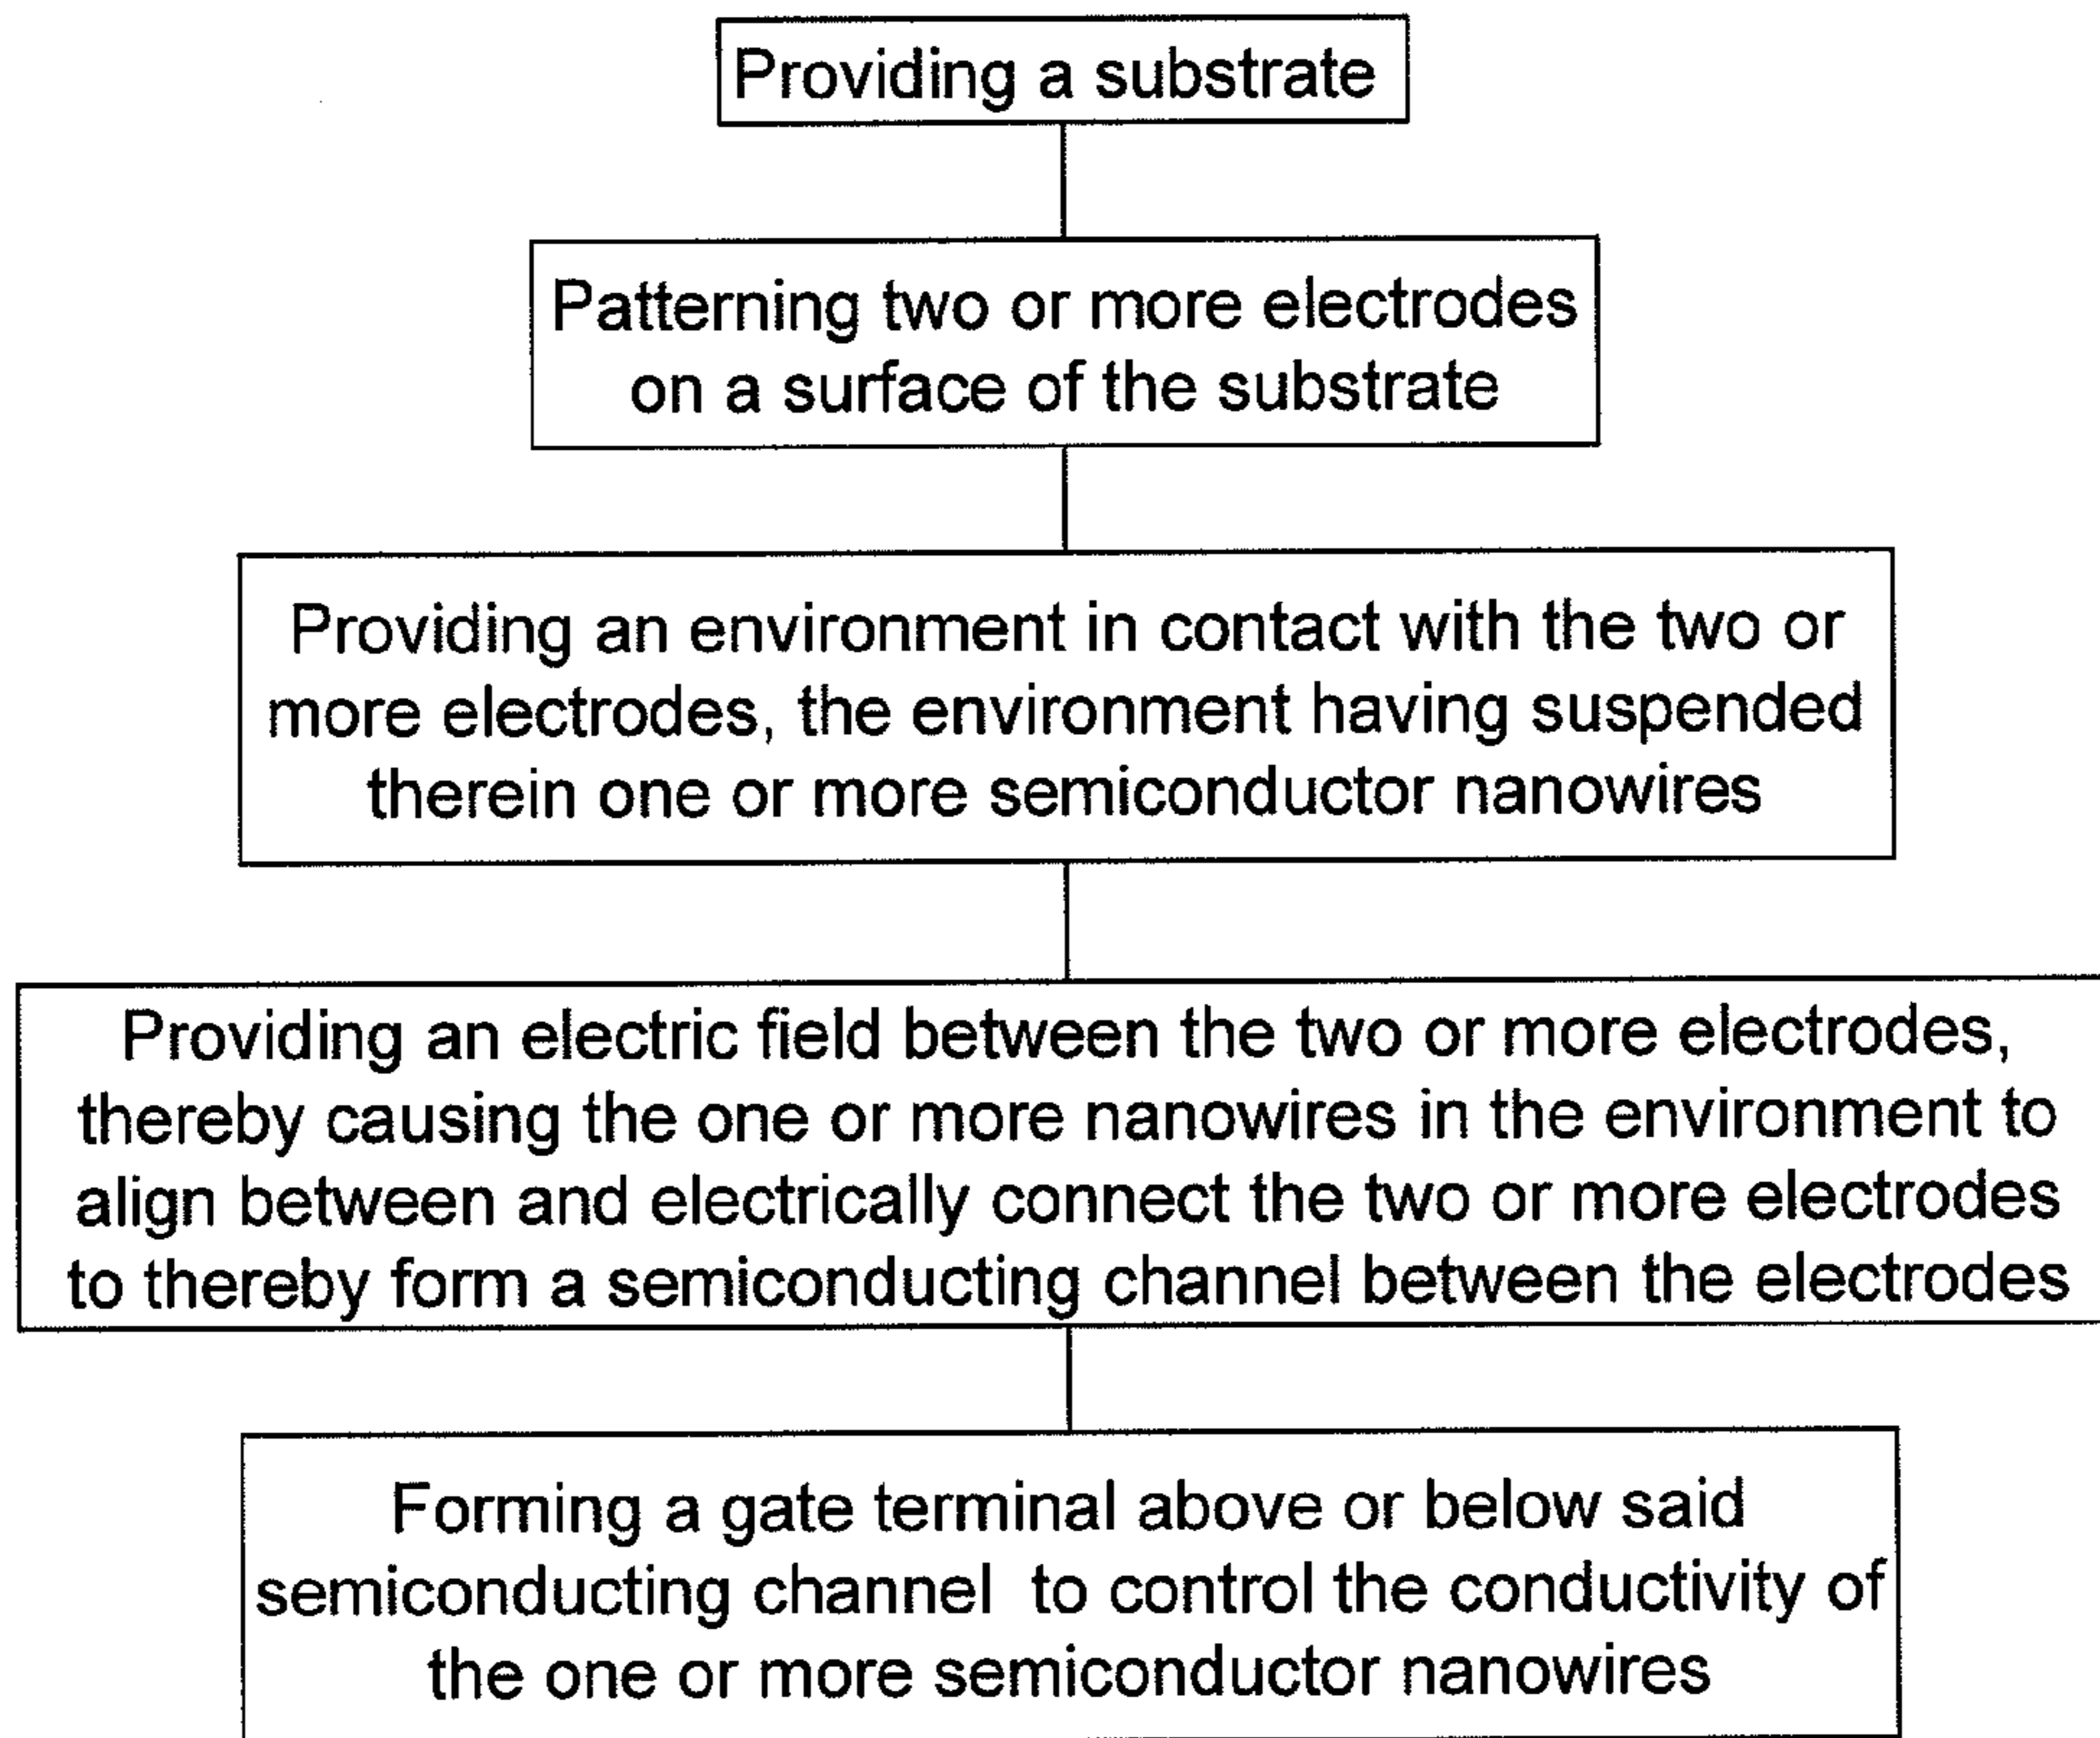 Providing a substrate
Patterning two or more electrodes
on a surface of the substrate
Providing an environment in contact with the two or
more electrodes, the environment having suspended
therein one or more semiconductor nanowires
Providing an electric field between the two or more electrodes,
thereby causing the one or more nanowires in the environment to
align between and electrically connect the two or more electrodes
to thereby form a semiconducting channel between the electrodes
Forming a gate terminal above or below said
semiconducting channel to control the conductivity of
the one or more semiconductor nanowires